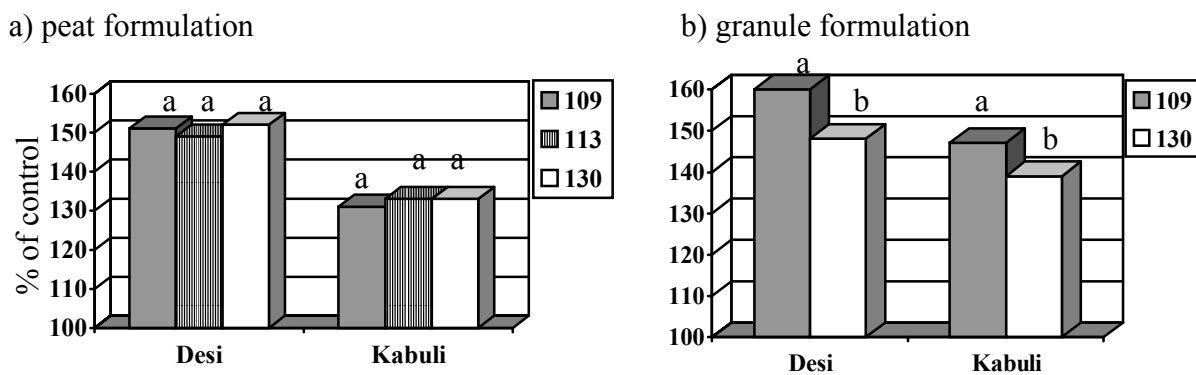 a) peat formulation
% of control
160
150
140
130
120
110
100
a a a
a a a
Desi Kabuli
109
113
130
b) granule formulation
160
150
140
130
120
110
100
a b a b
Desi Kabuli
109
130